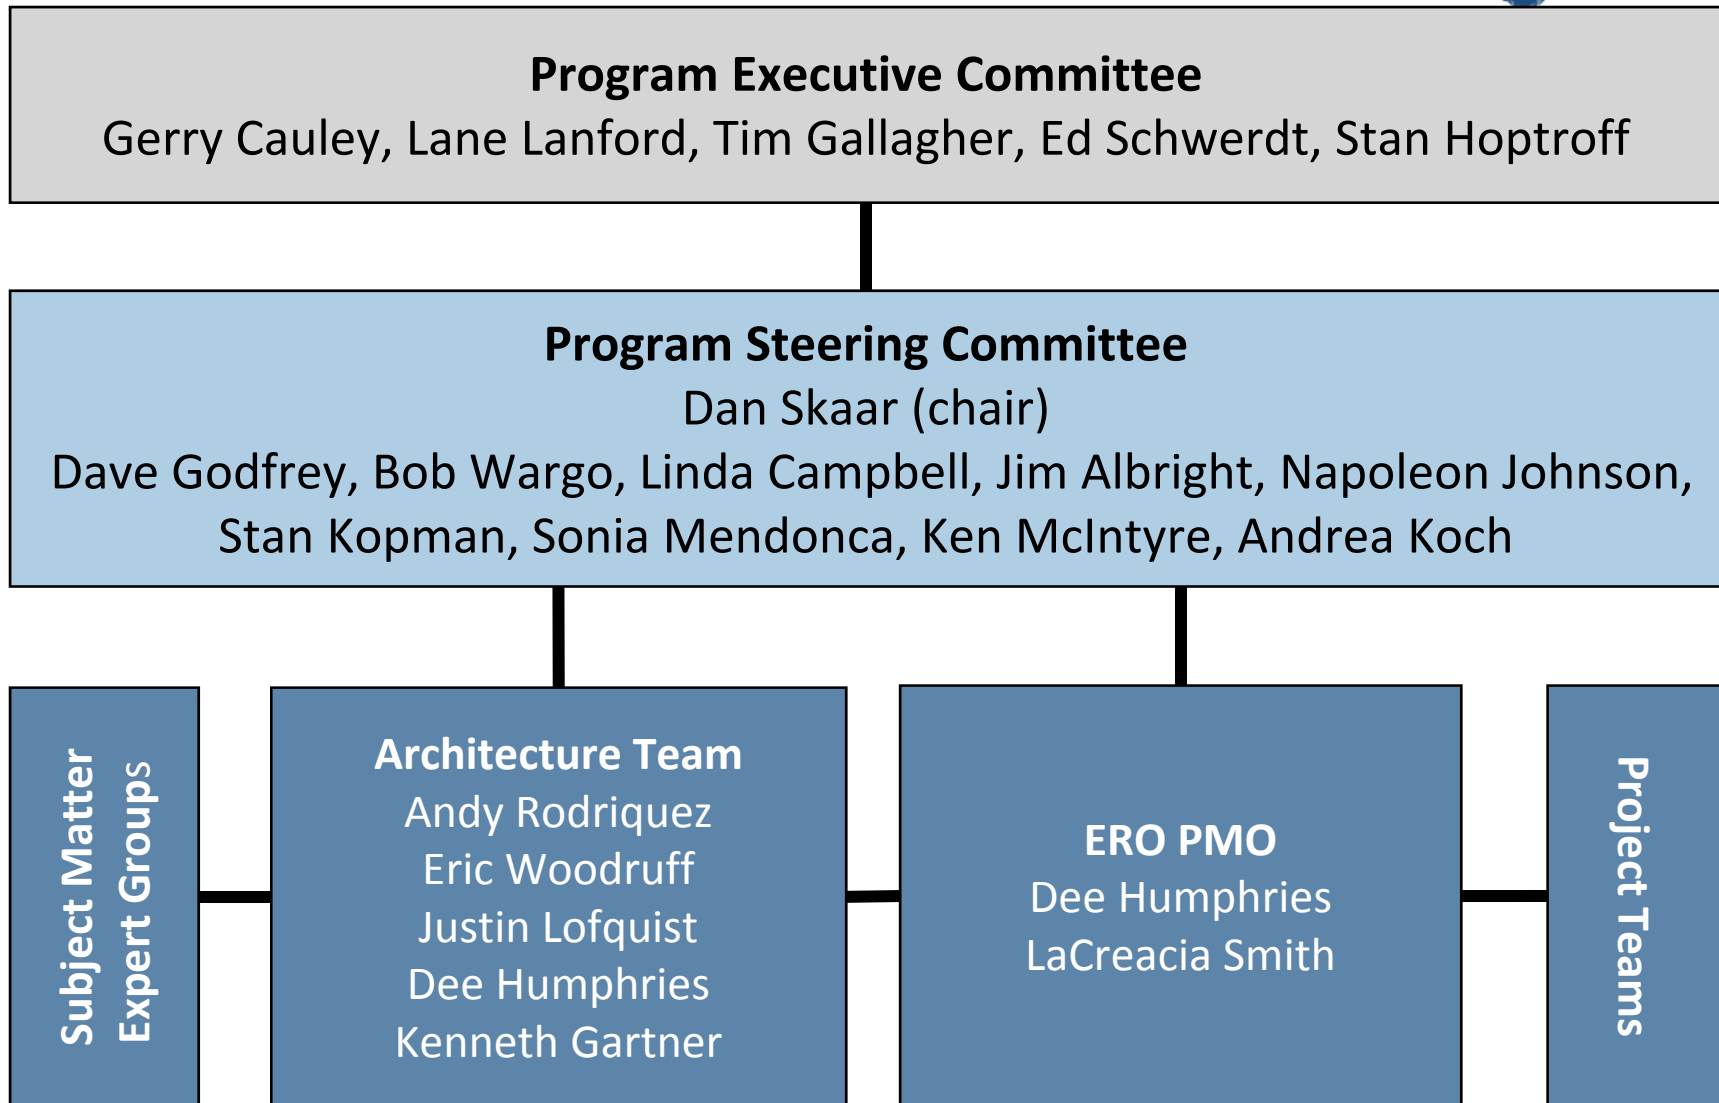 Program Executive Committee
Gerry Cauley, Lane Lanford, Tim Gallagher, Ed Schwerdt, Stan Hoptroff
Program Steering Committee
Dan Skaar (chair)
Dave Godfrey, Bob Wargo, Linda Campbell, Jim Albright, Napoleon Johnson,
Stan Kopman, Sonia Mendonca, Ken McIntyre, Andrea Koch
Subject Matter
Expert Groups
Architecture Team
Andy Rodriquez
Eric Woodruff
Justin Lofquist
Dee Humphries
Kenneth Gartner
ERO PMO
Dee Humphries
LaCreacia Smith
Project Teams